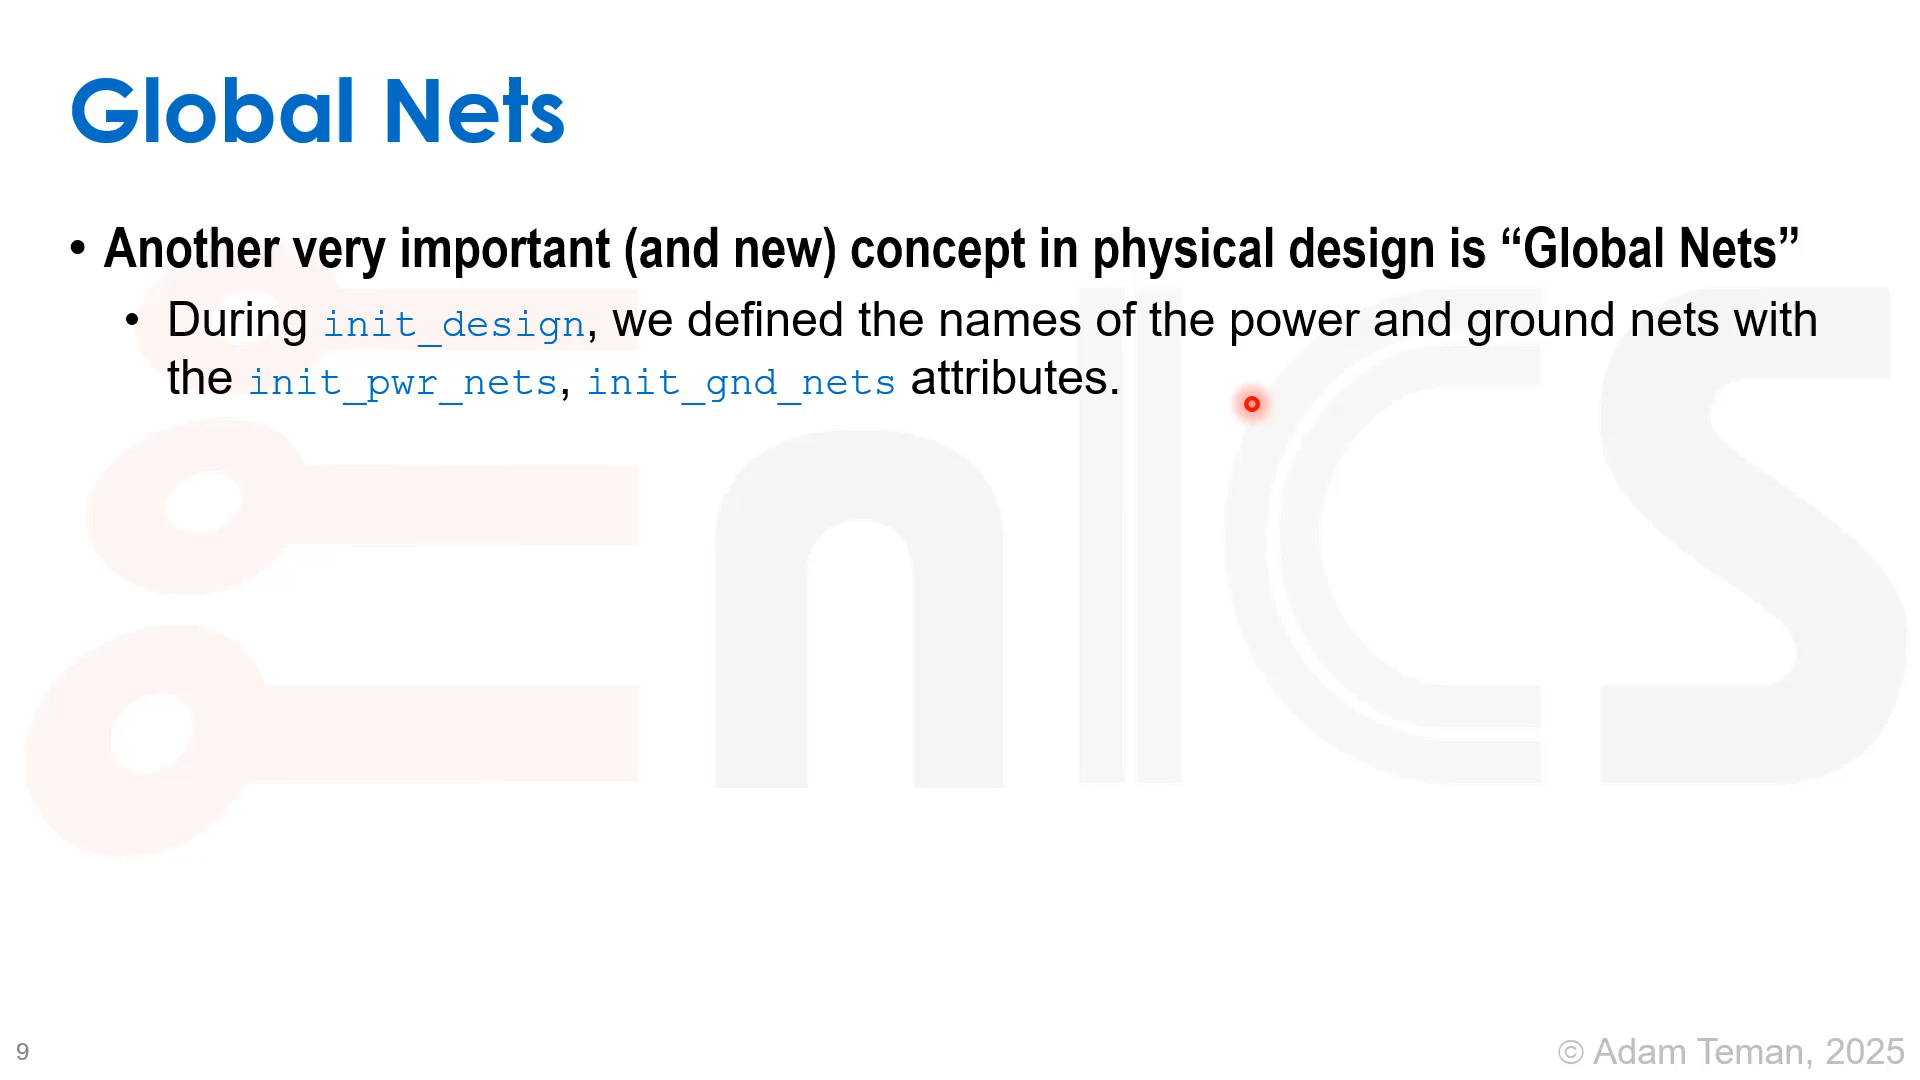 Global Nets
• Another very important (and new) concept in physical design is “Global Nets”
• During init_design, we defined the names of the power and ground nets with
the init_pwr_nets, init_gnd_nets attributes.
enICS
9
© Adam Teman, 2025